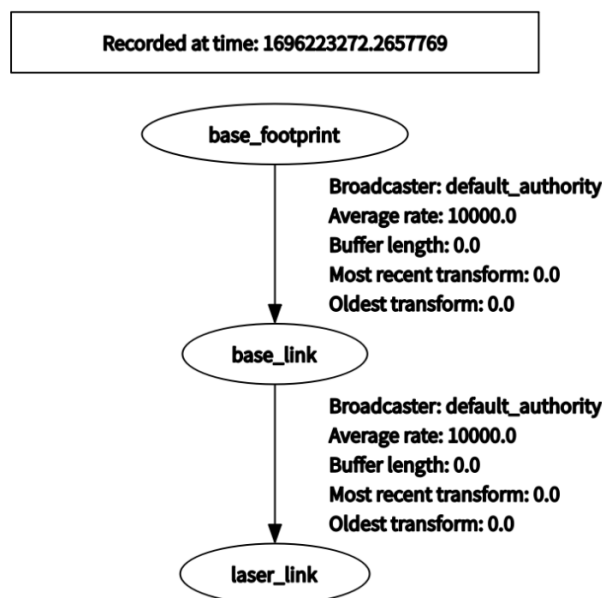 Recorded at time: 1696223272.2657769
base_footprint
Broadcaster: default_authority
Average rate: 10000.0
Buffer length: 0.0
Most recent transform: 0.0
Oldest transform: 0.0
base_link
Broadcaster: default_authority
Average rate: 10000.0
Buffer length: 0.0
Most recent transform: 0.0
Oldest transform: 0.0
laser_link